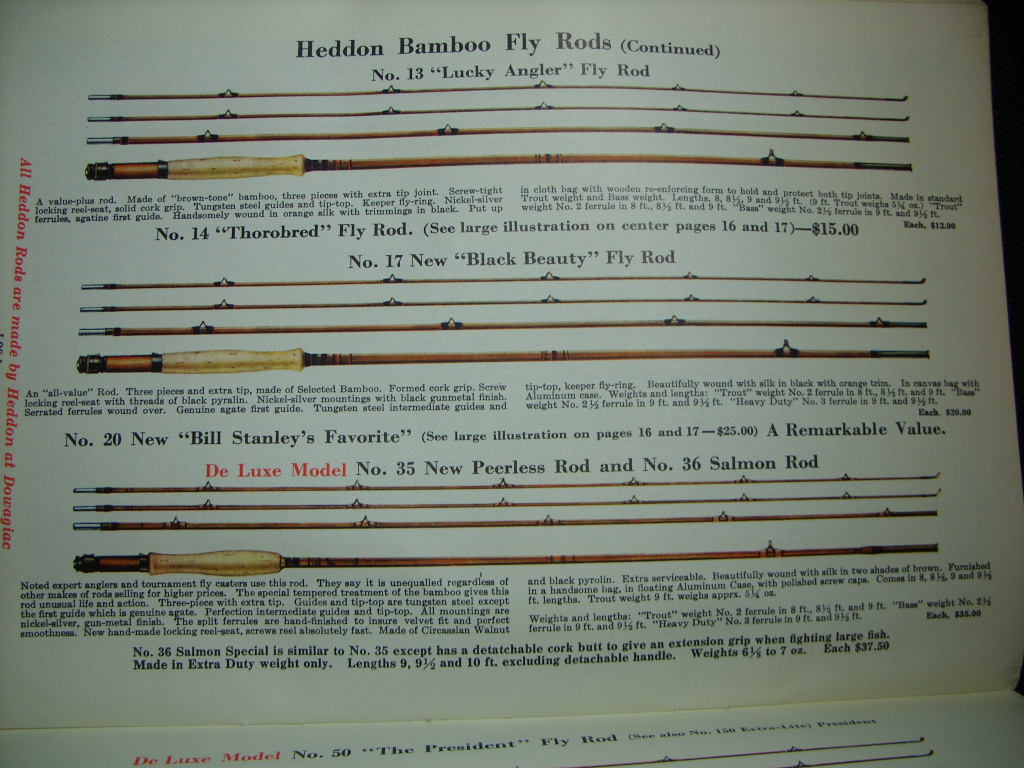 Heddon Bamboo Fly Rods (Continued)
No. 13 "Lucky Angler" Fly Rod
A value-plus rod. Made of "brown-tone" bamboo, three pieces with extra tip joint. Screw-tight
locking reel-seat, solid cork grip. Tungsten steel guides and tip-top. Keeper fly-ring. Nickel-silver
ferrules, agatine first guide. Handsomely wound in orange silk with trimmings in black. Put up
in cloth bag with wooden re-enforcing form to hold and protect both tip joints. Made in standard
Trout weight and Bass weight. Lengths, 8, 8½, 9 and 9½ ft. (9 ft. Trout weighs 5¼ oz.) "Trout"
weight No. 2 ferrule in 8 ft., 8½ ft. and 9 ft. "Bass" weight No. 2½ ferrule in 9 ft. and 9½ ft.
Each, $12.00
No. 14 "Thorobred" Fly Rod. (See large illustration on center pages 16 and 17)—$15.00
No. 17 New "Black Beauty" Fly Rod
An "all-value" Rod. Three pieces and extra tip, made of Selected Bamboo. Formed cork grip. Screw
locking reel-seat with threads of black pyralin. Nickel-silver mountings with black gunmetal finish.
Serrated ferrules wound over. Genuine agate first guide. Tungsten steel intermediate guides and
tip-top, keeper fly-ring. Beautifully wound with silk in black with orange trim. In canvas bag with
Aluminum case. Weights and lengths: "Trout" weight No. 2 ferrule in 8 ft., 8½ ft. and 9 ft. "Bass"
weight No. 2½ ferrule in 9 ft. and 9½ ft. "Heavy Duty" No. 3 ferrule in 9 ft. and 9½ ft.
Each. $20.00
No. 20 New "Bill Stanley's Favorite" (See large illustration on pages 16 and 17—$25.00) A Remarkable Value.
De Luxe Model No. 35 New Peerless Rod and No. 36 Salmon Rod
Noted expert anglers and tournament fly casters use this rod. They say it is unequalled regardless of
other makes of rods selling for higher prices. The special tempered treatment of the bamboo gives this
rod unusual life and action. Three-piece with extra tip. Guides and tip-top are tungsten steel except
the first guide which is genuine agate. Perfection intermediate guides and tip-top. All mountings are
nickel-silver, gun-metal finish. The split ferrules are hand-finished to insure velvet fit and perfect
smoothness. New hand-made locking reel-seat, screws reel absolutely fast. Made of Circassian Walnut
and black pyrolin. Extra serviceable. Beautifully wound with silk in two shades of brown. Furnished
in a handsome bag, in floating Aluminum Case, with polished screw caps. Comes in 8, 8½, 9 and 9½
ft. lengths. Trout weight 9 ft. weighs apprx. 5¼ oz.
Weights and lengths: "Trout" weight No. 2 ferrule in 8 ft., 8½ ft. and 9 ft. "Bass" weight No. 2½
ferrule in 9 ft. and 9½ ft. "Heavy Duty" No. 3 ferrule in 9 ft. and 9½ ft.
Each, $35.00
No. 36 Salmon Special is similar to No. 35 except has a detatchable cork butt to give an extension grip when fighting large fish.
Made in Extra Duty weight only. Lengths 9, 9½ and 10 ft. excluding detachable handle. Weights 6⅛ to 7 oz. Each $37.50
All Heddon Rods are made by Heddon at Dowagiac
De Luxe Model No. 50 "The President" Fly Rod (See also No. 150 Extra-Lite) President